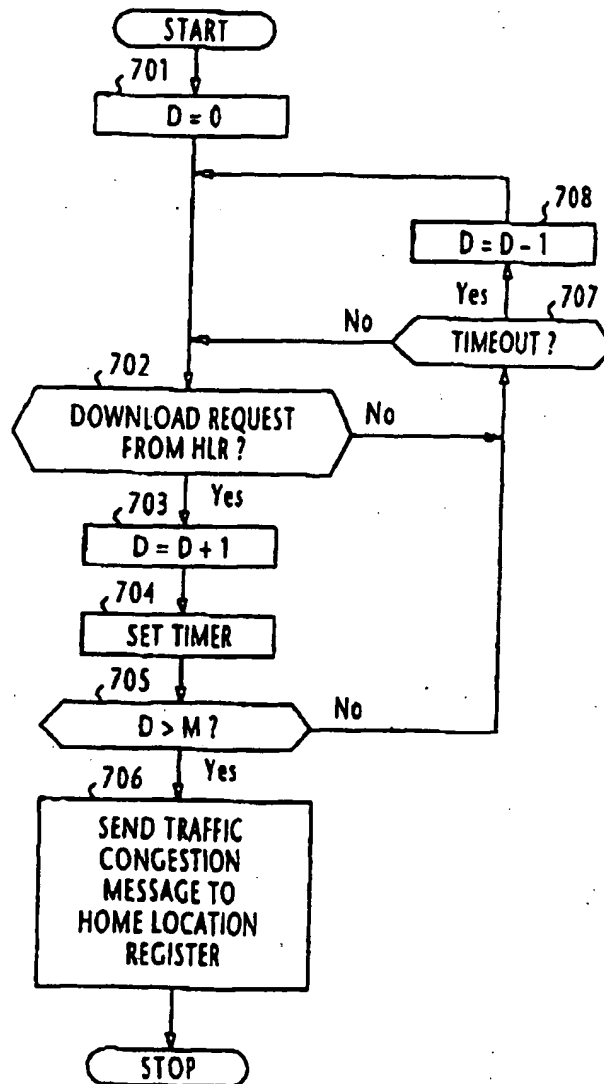 START
701
D = 0
708
D = D - 1
Yes
707
No
TIMEOUT ?
702
DOWNLOAD REQUEST
FROM HLR ?
No
Yes
703
D = D + 1
704
SET TIMER
705
D > M ?
No
Yes
706
SEND TRAFFIC
CONGESTION
MESSAGE TO
HOME LOCATION
REGISTER
STOP